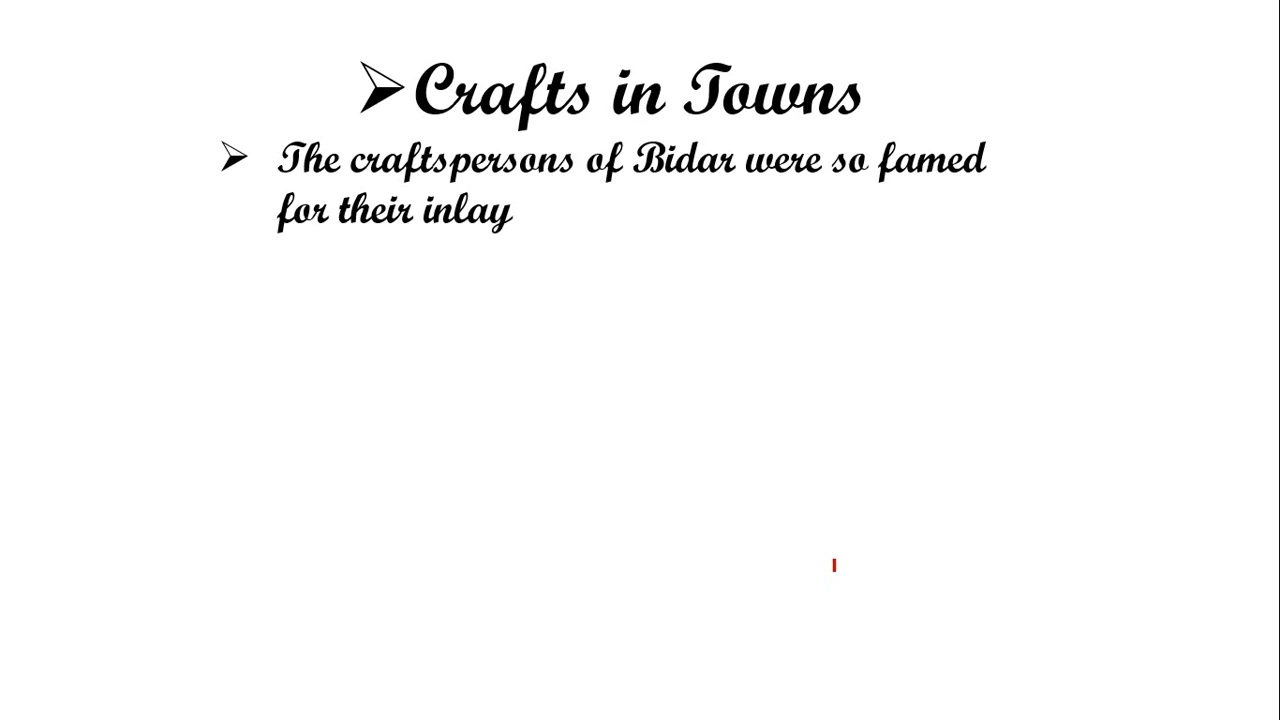 ➢Crafts in Towns
➢ The craftspersons of Bidar were so famed
for their inlay